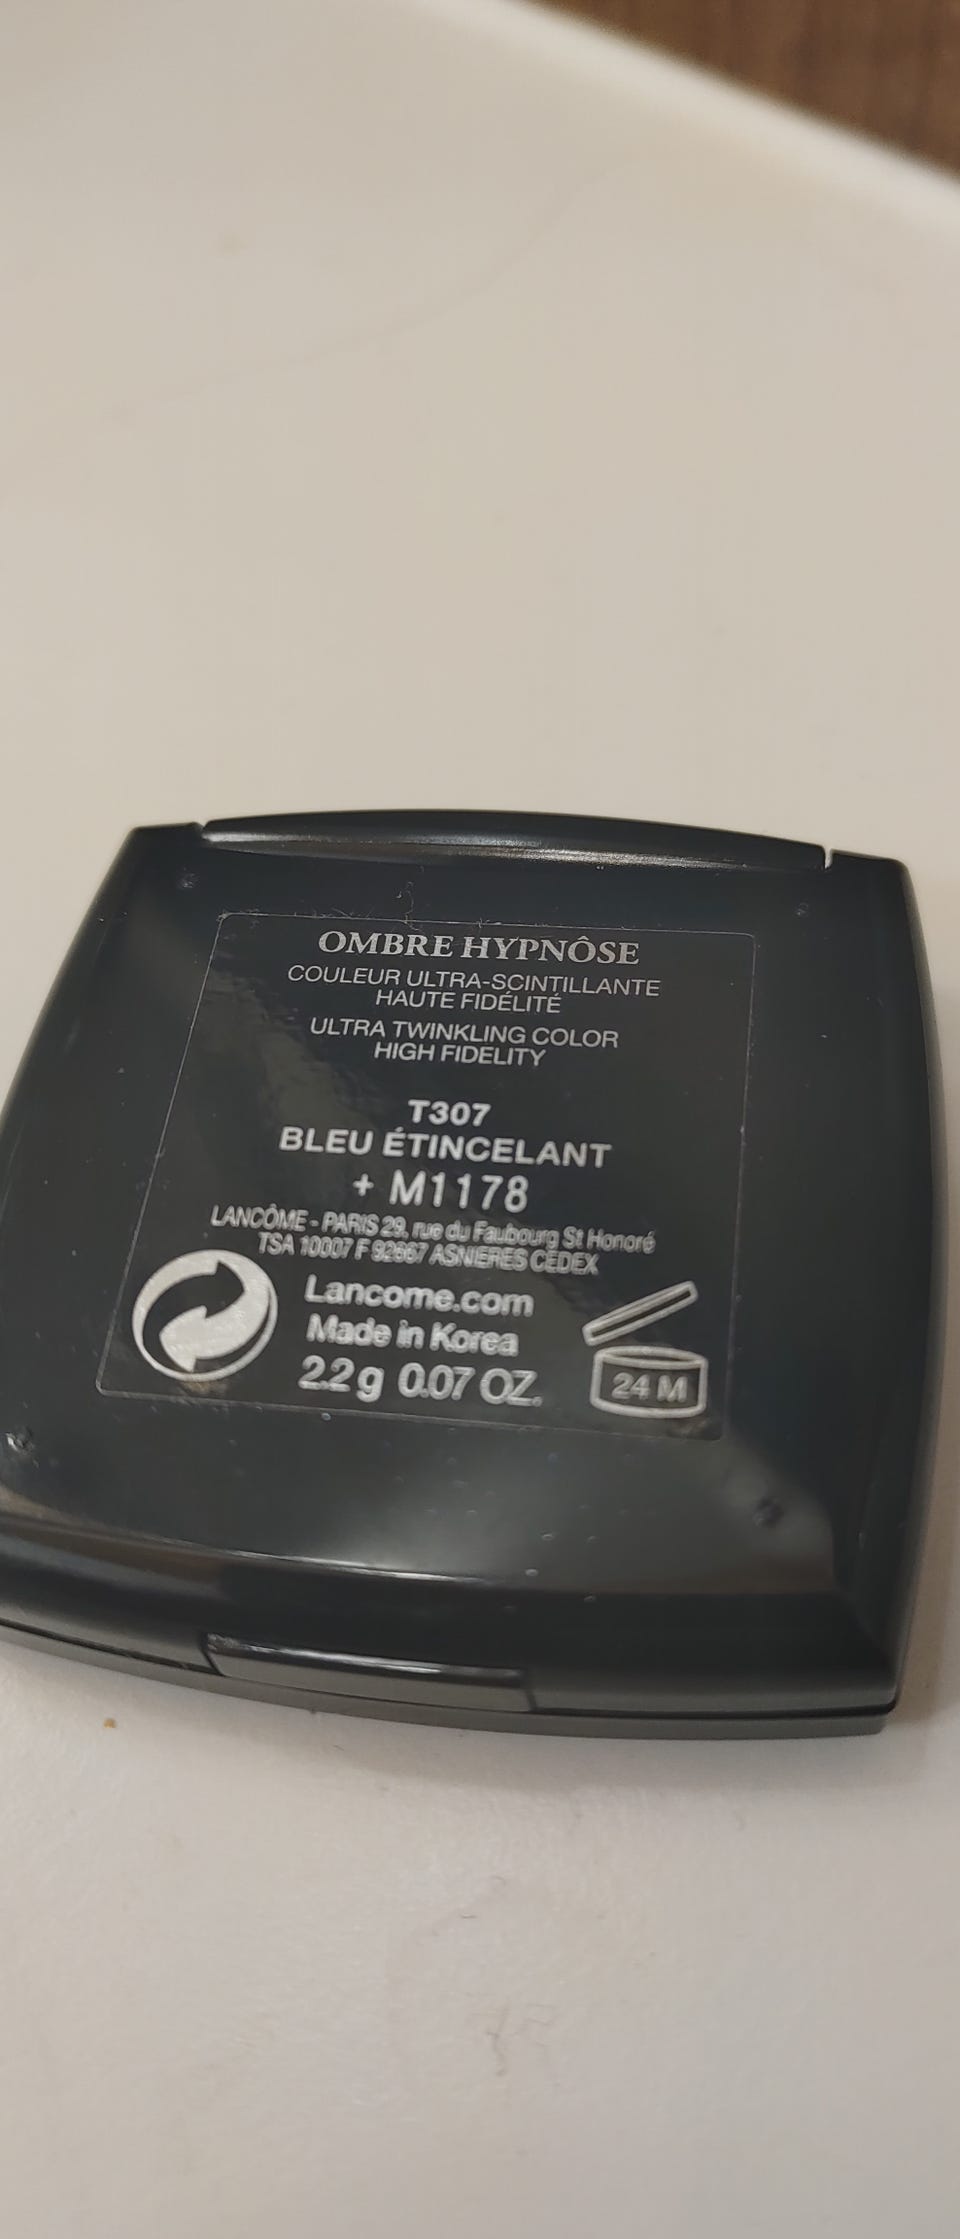 OMBRE HYPNÔSE
COULEUR ULTRA-SCINTILLANTE
HAUTE FIDÉLITÉ
ULTRA TWINKLING COLOR
HIGH FIDELITY
T307
BLEU ÉTINCELANT
+ M1178
LANCÔME - PARIS 29, rue du Faubourg St Honoré
TSA 10007 F 92667 ASNIERES CEDEX
Lancome.com
Made in Korea
2.2 g 0.07 OZ.
24 M